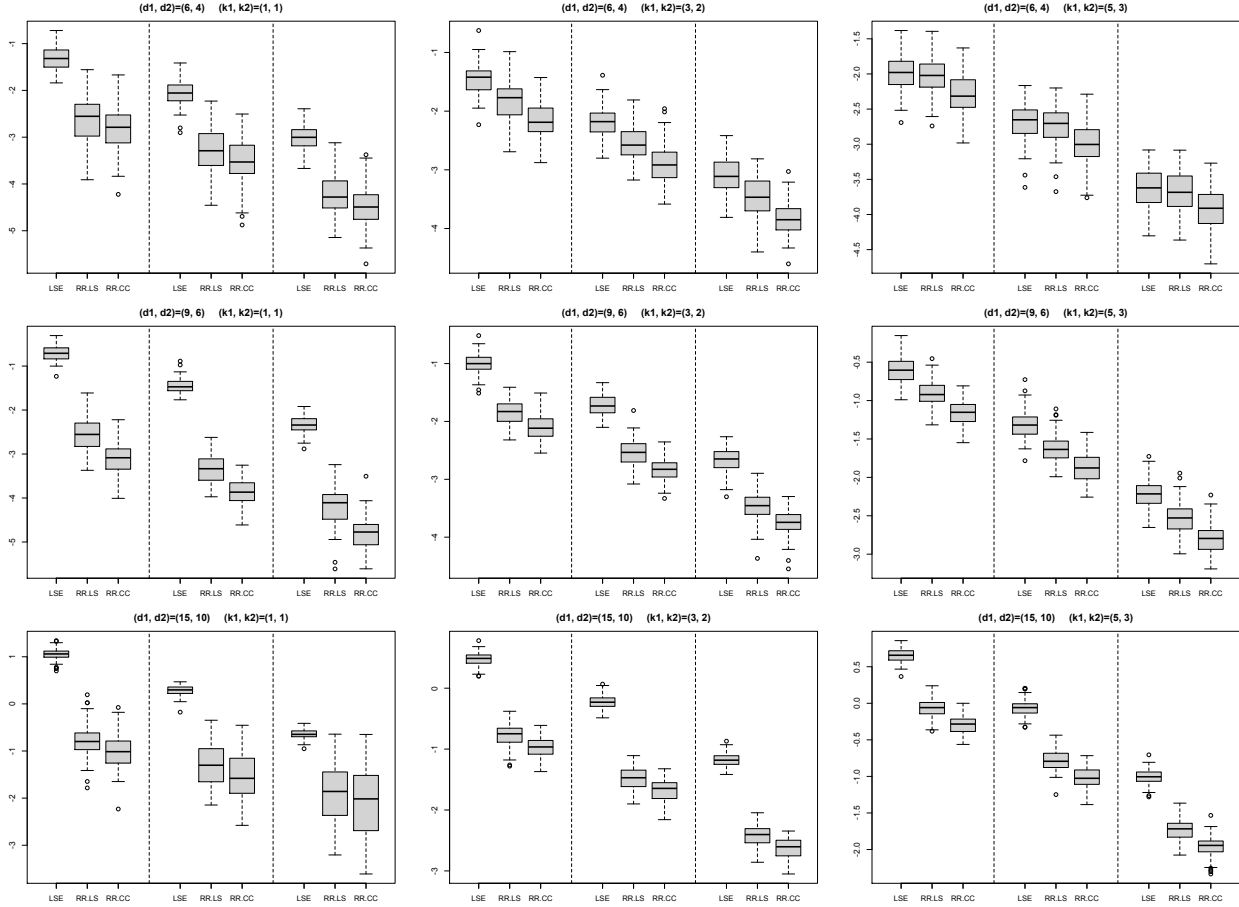 (d1, d2)=(6, 4) (k1, k2)=(1, 1)
-1
-2
-3
-4
-5
LSE RR.LS RR.CC LSE RR.LS RR.CC LSE RR.LS RR.CC
(d1, d2)=(6, 4) (k1, k2)=(3, 2)
-1
-2
-3
-4
LSE RR.LS RR.CC LSE RR.LS RR.CC LSE RR.LS RR.CC
(d1, d2)=(6, 4) (k1, k2)=(5, 3)
-1.5
-2.0
-2.5
-3.0
-3.5
-4.0
-4.5
LSE RR.LS RR.CC LSE RR.LS RR.CC LSE RR.LS RR.CC
(d1, d2)=(9, 6) (k1, k2)=(1, 1)
-1
-2
-3
-4
-5
LSE RR.LS RR.CC LSE RR.LS RR.CC LSE RR.LS RR.CC
(d1, d2)=(9, 6) (k1, k2)=(3, 2)
-1
-2
-3
-4
LSE RR.LS RR.CC LSE RR.LS RR.CC LSE RR.LS RR.CC
(d1, d2)=(9, 6) (k1, k2)=(5, 3)
-0.5
-1.0
-1.5
-2.0
-2.5
-3.0
LSE RR.LS RR.CC LSE RR.LS RR.CC LSE RR.LS RR.CC
(d1, d2)=(15, 10) (k1, k2)=(1, 1)
1
0
-1
-2
-3
LSE RR.LS RR.CC LSE RR.LS RR.CC LSE RR.LS RR.CC
(d1, d2)=(15, 10) (k1, k2)=(3, 2)
0
-1
-2
-3
LSE RR.LS RR.CC LSE RR.LS RR.CC LSE RR.LS RR.CC
(d1, d2)=(15, 10) (k1, k2)=(5, 3)
0.5
0.0
-0.5
-1.0
-1.5
-2.0
LSE RR.LS RR.CC LSE RR.LS RR.CC LSE RR.LS RR.CC